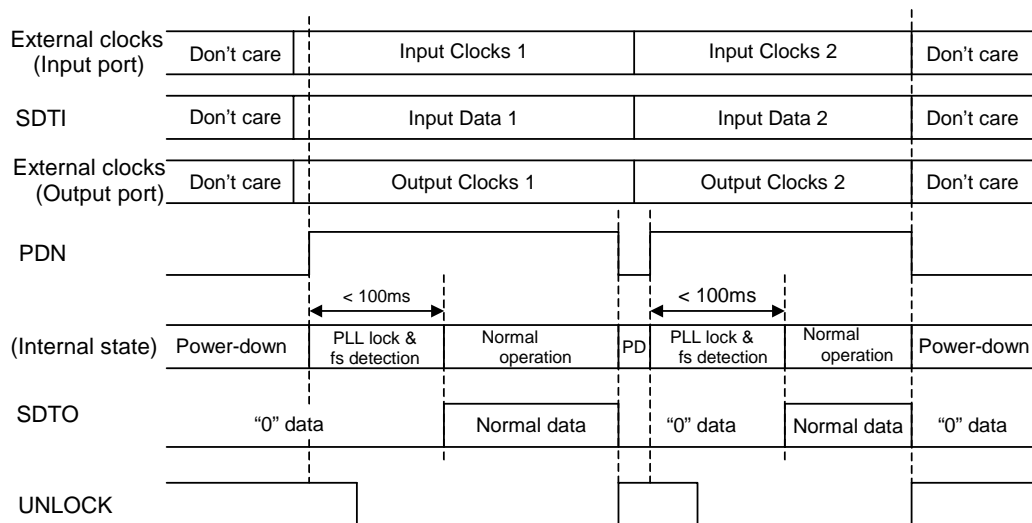 External clocks
(Input port)
Don't care
Input Clocks 1
Input Clocks 2
Don't care
SDTI
Don't care
Input Data 1
Input Data 2
Don't care
External clocks
(Output port)
Don't care
Output Clocks 1
Output Clocks 2
Don't care
PDN
< 100ms
< 100ms
(Internal state)
Power-down
PLL lock &
fs detection
Normal
operation
PD
PLL lock &
fs detection
Normal
operation
Power-down
SDTO
“0” data
Normal data
“0” data
Normal data
“0” data
UNLOCK